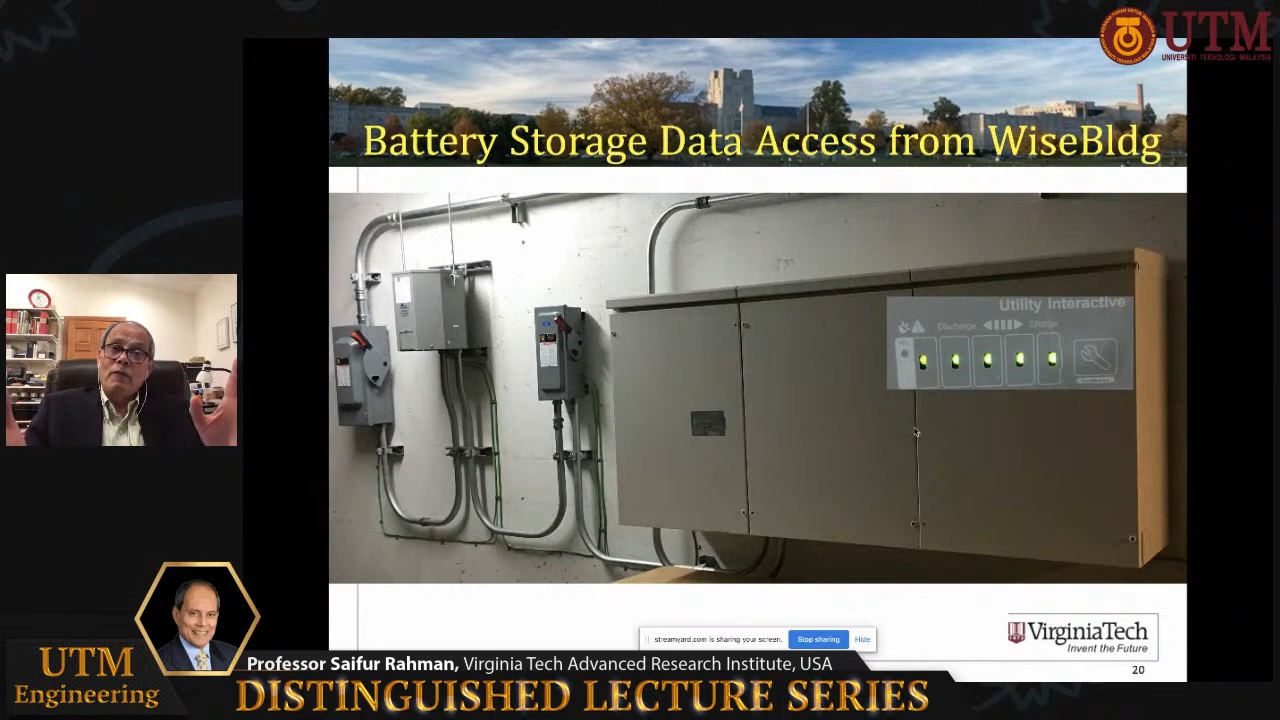 UTM
UNIVERSITI TEKNOLOGI MALAYSIA
Battery Storage Data Access from WiseBldg
Utility Interactive
Discharge
Charge
streamyard.com is sharing your screen.
Stop sharing
Hide
VirginiaTech
Invent the Future
20
Professor Saifur Rahman, Virginia Tech Advanced Research Institute, USA
UTM
Engineering
DISTINGUISHED LECTURE SERIES